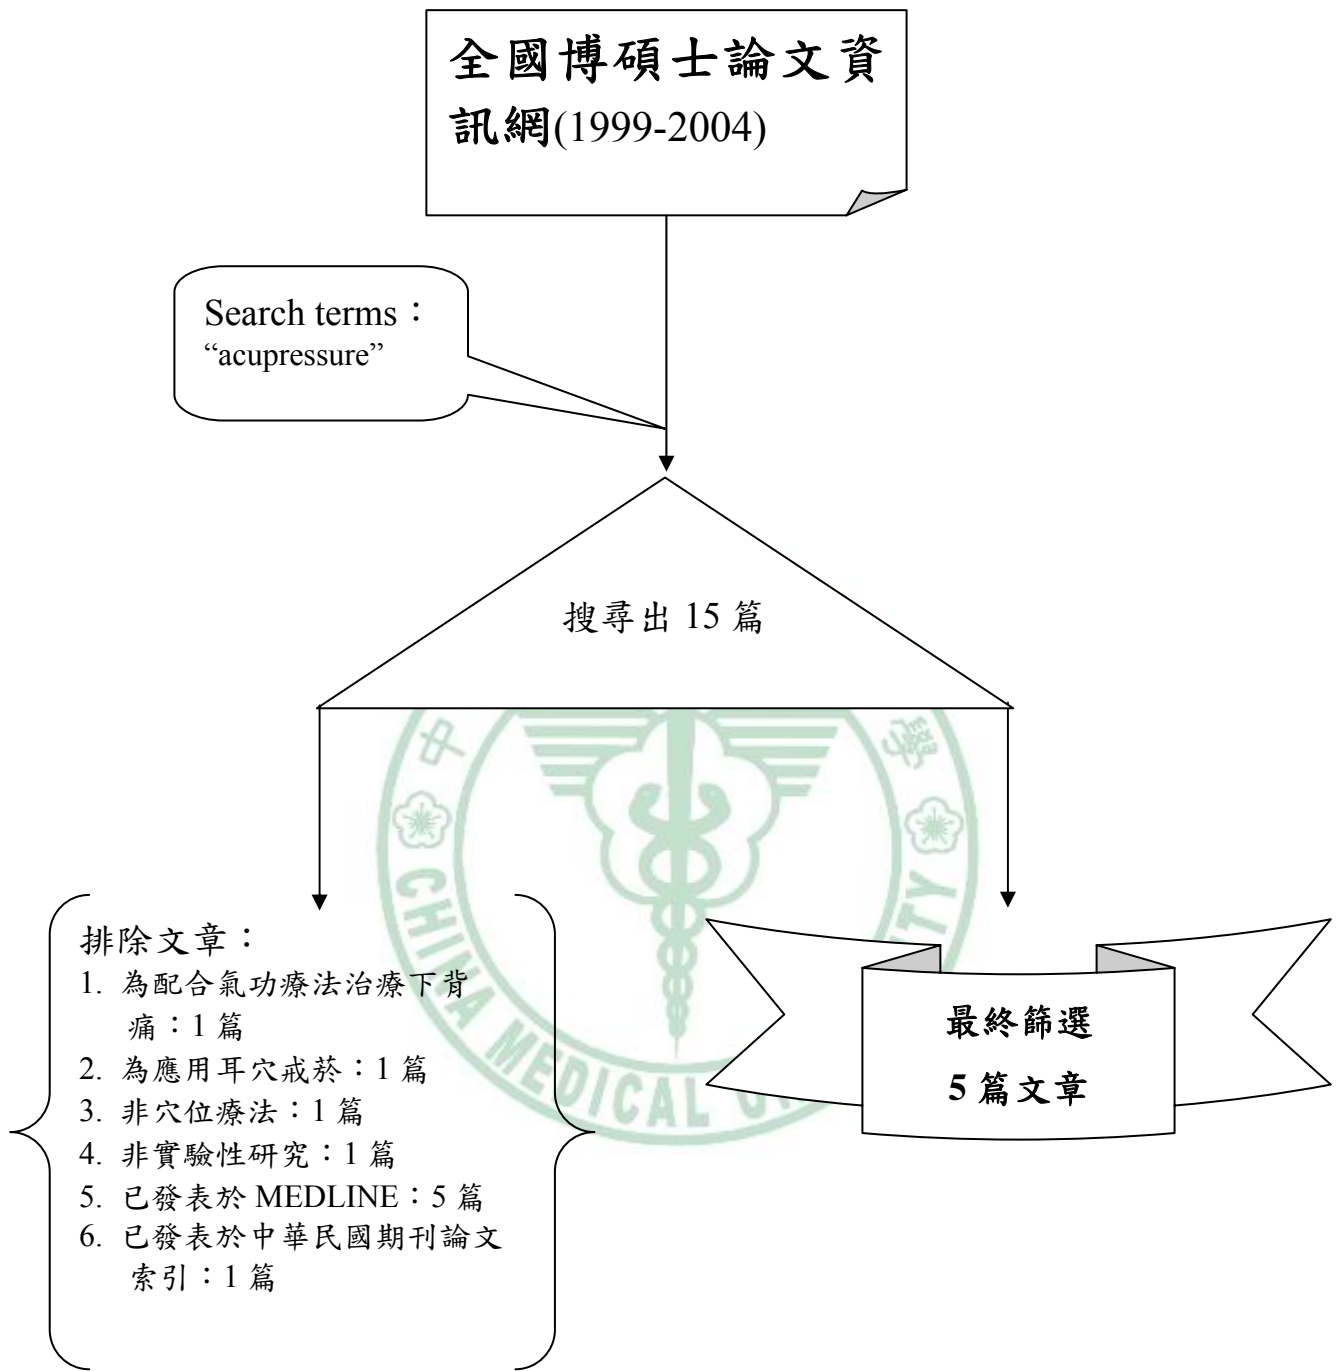 全國博碩士論文資
訊網(1999-2004)
Search terms：
“acupressure”
搜尋出 15 篇
排除文章：
1. 為配合氣功療法治療下背
痛：1 篇
2. 為應用耳穴戒菸：1 篇
3. 非穴位療法：1 篇
4. 非實驗性研究：1 篇
5. 已發表於 MEDLINE：5 篇
6. 已發表於中華民國期刊論文
索引：1 篇
最終篩選
5 篇文章
中
學
CHINA MEDICAL